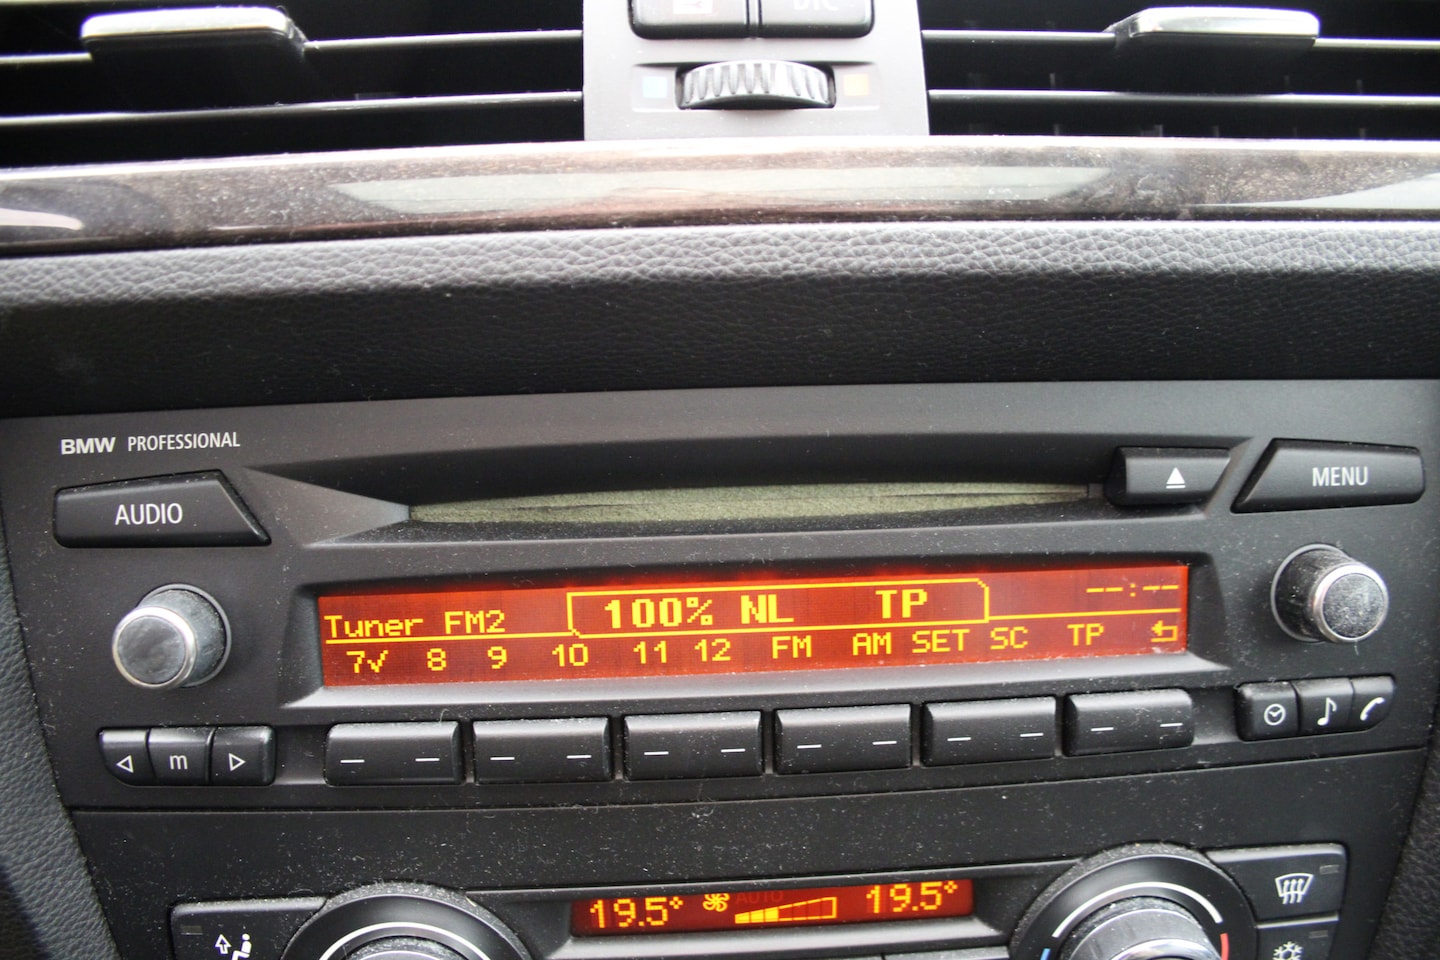 DTC
BMW PROFESSIONAL
AUDIO
MENU
Tuner FM2
100% NL TP
--:--
7✓ 8 9 10 11 12 FM AM SET SC TP
m
19.5° AUTO 19.5°